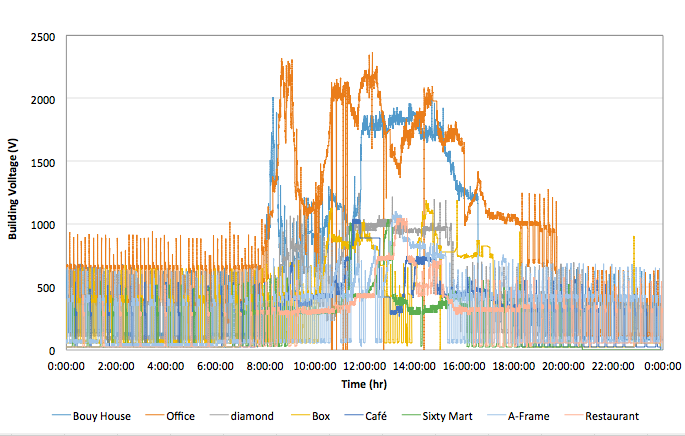 2500
2000
1500
1000
500
0
Building Voltage (V)
0:00:00 2:00:00 4:00:00 6:00:00 8:00:00 10:00:00 12:00:00 14:00:00 16:00:00 18:00:00 20:00:00 22:00:00 0:00:00
Time (hr)
Bouy House Office diamond Box Café Sixty Mart A-Frame Restaurant